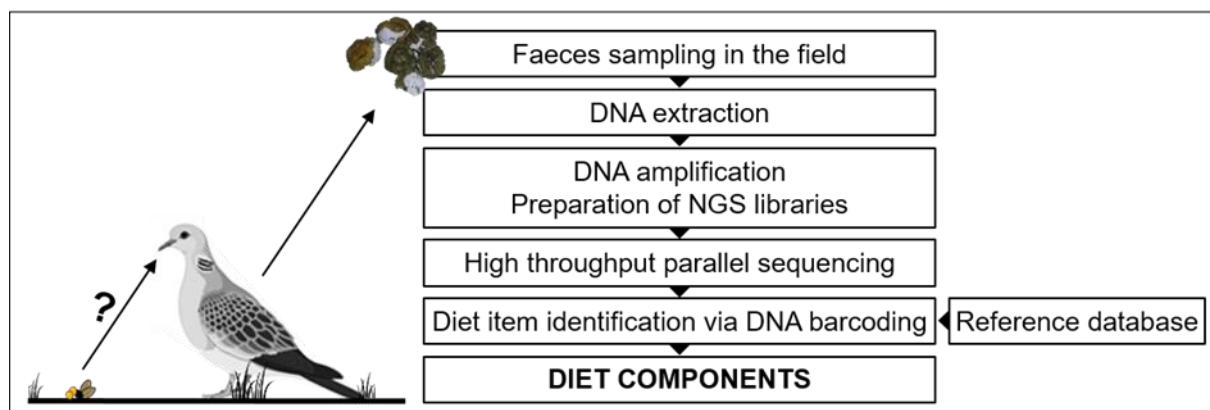 Faeces sampling in the field
DNA extraction
DNA amplification
Preparation of NGS libraries
High throughput parallel sequencing
?
Diet item identification via DNA barcoding
Reference database
DIET COMPONENTS